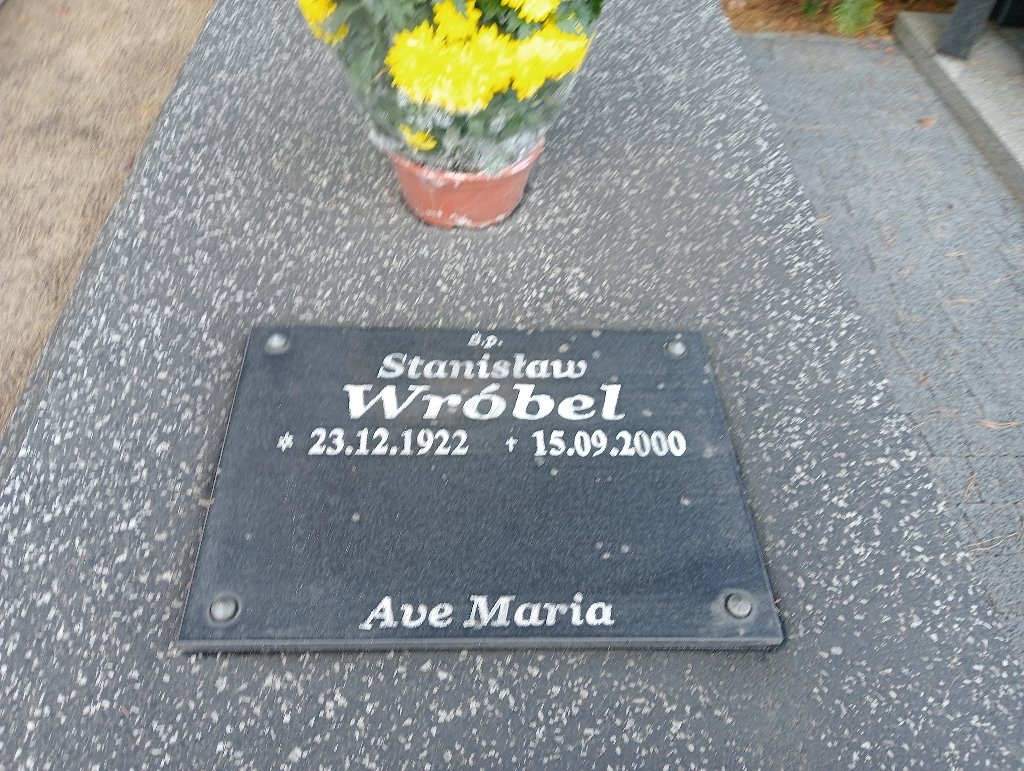 ś.p.
Stanisław
Wróbel
* 23.12.1922 + 15.09.2000
Ave Maria